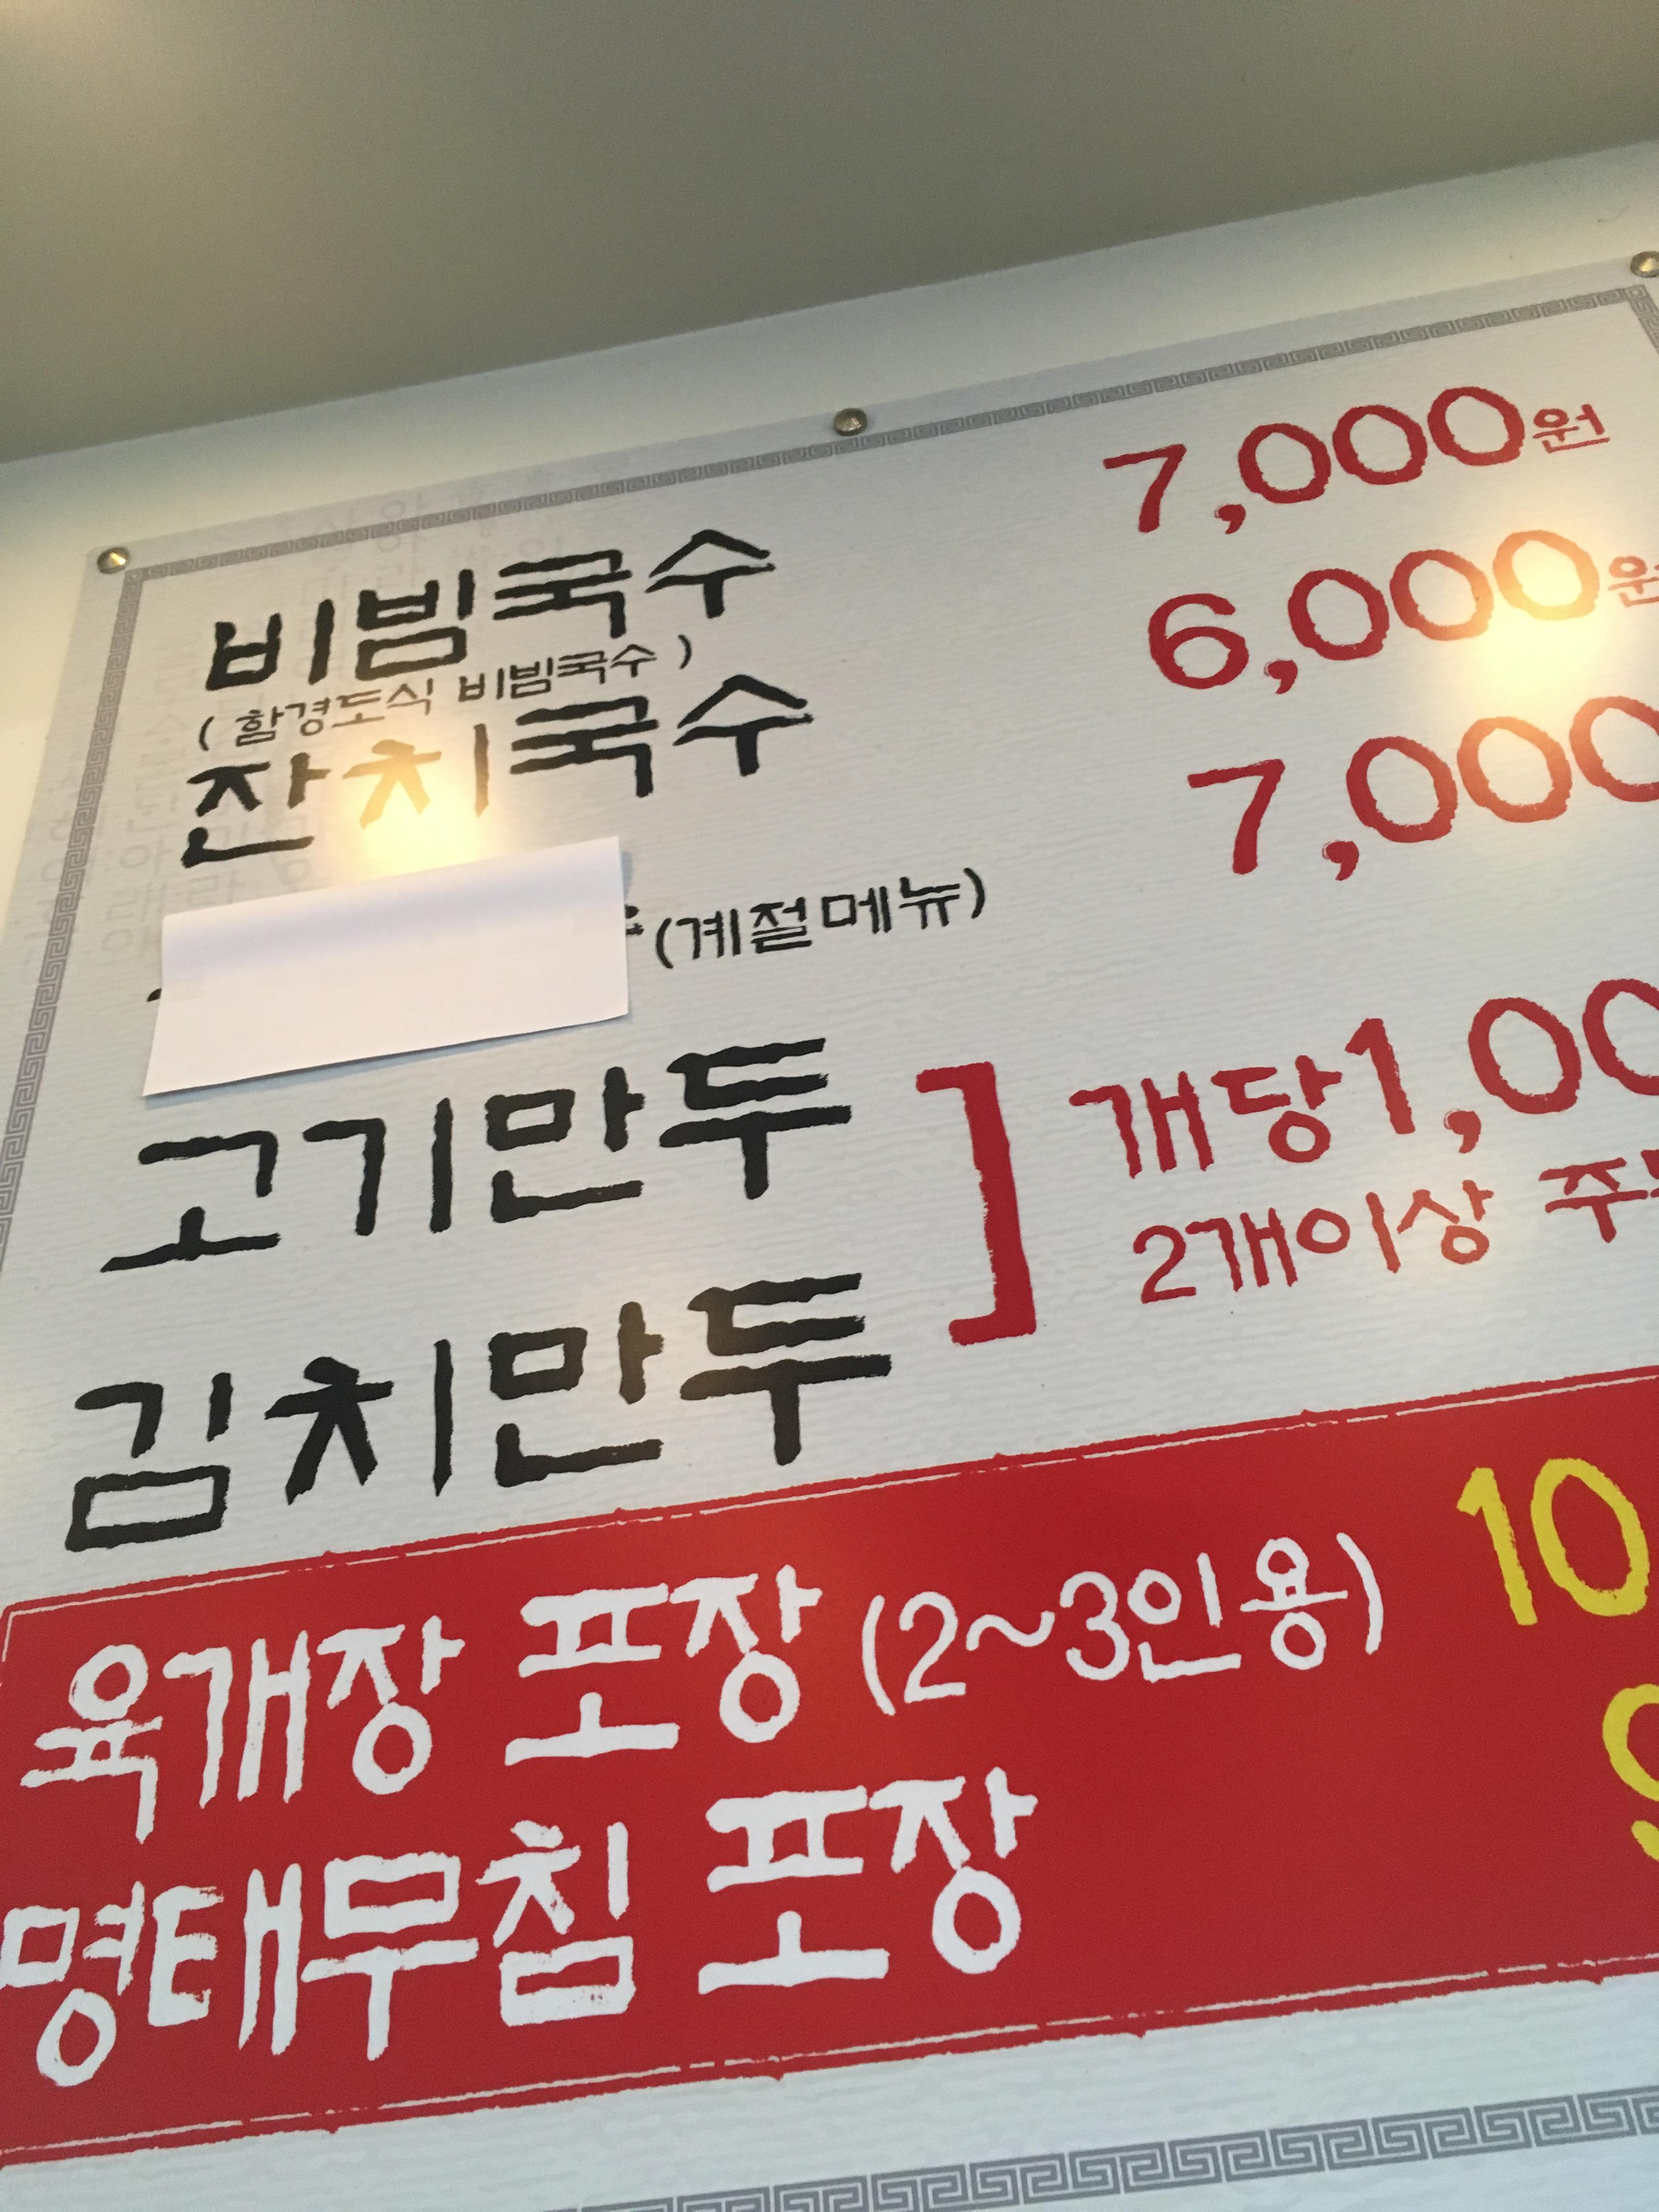 비빔국수 7,000원
(함경도식 비빔국수)
잔치국수 6,000원
(계절메뉴) 7,000
고기만두
김치만두
개당1,00
2개이상
육개장 포장 (2~3인용) 10
명태무침 포장 9